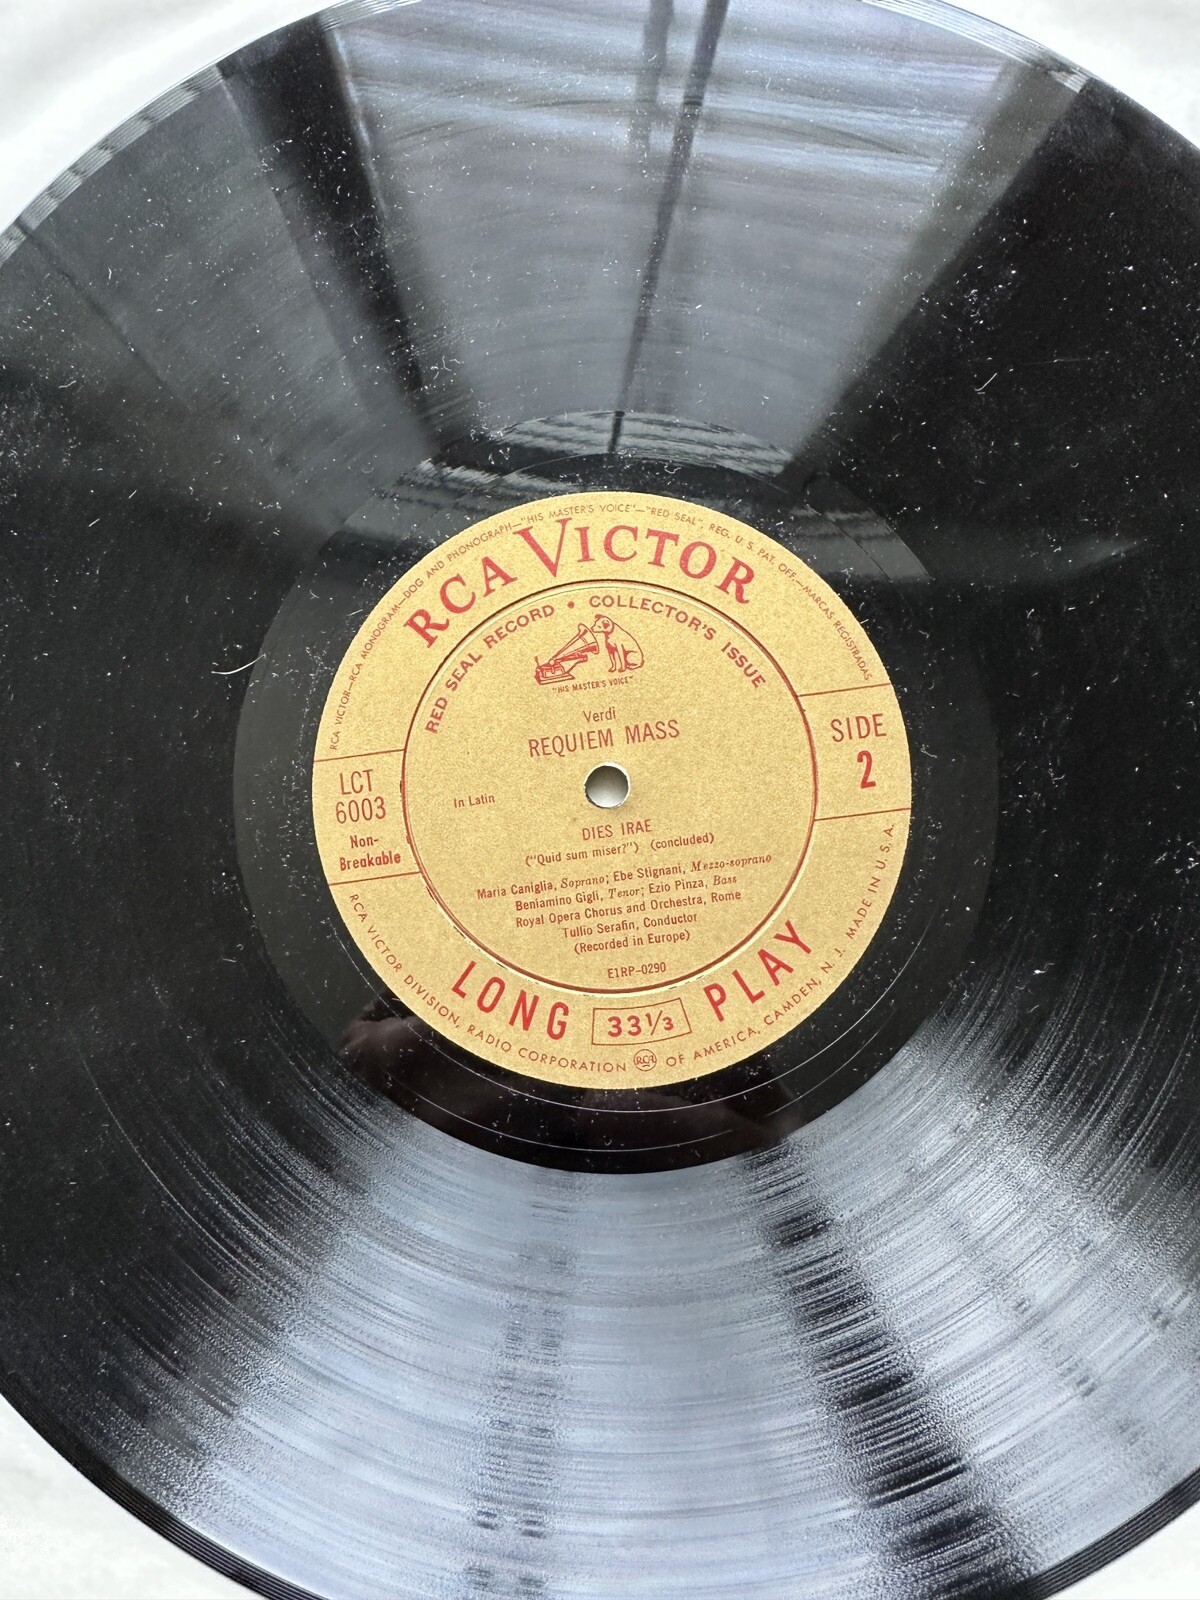 RCA VICTOR—RCA MONOGRAM—DOG AND PHONOGRAPH—"HIS MASTER'S VOICE"—"RED SEAL", REG. U. S. PAT. OFF.—MARCAS REGISTRADAS
RCA VICTOR
RED SEAL RECORD • COLLECTOR'S ISSUE
"HIS MASTER'S VOICE"
Verdi
REQUIEM MASS
SIDE
2
LCT
6003
Non-
Breakable
In Latin
DIES IRAE
("Quid sum miser?") (concluded)
Maria Caniglia, Soprano; Ebe Stignani, Mezzo-soprano
Beniamino Gigli, Tenor; Ezio Pinza, Bass
Royal Opera Chorus and Orchestra, Rome
Tullio Serafin, Conductor
(Recorded in Europe)
E1RP-0290
LONG 33⅓ PLAY
RCA VICTOR DIVISION, RADIO CORPORATION RCA OF AMERICA, CAMDEN, N. J. MADE IN U.S.A.